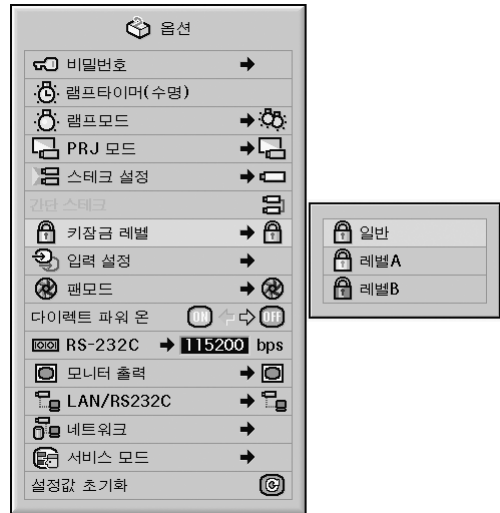 옵션
비밀번호
램프타이머(수명)
램프모드
PRJ 모드
스테크 설정
간단 스테크
키잠금 레벨
입력 설정
팬모드
다이렉트 파워 온 ON OFF
RS-232C 115200 bps
모니터 출력
LAN/RS232C
네트워크
서비스 모드
설정값 초기화
일반
레벨A
레벨B